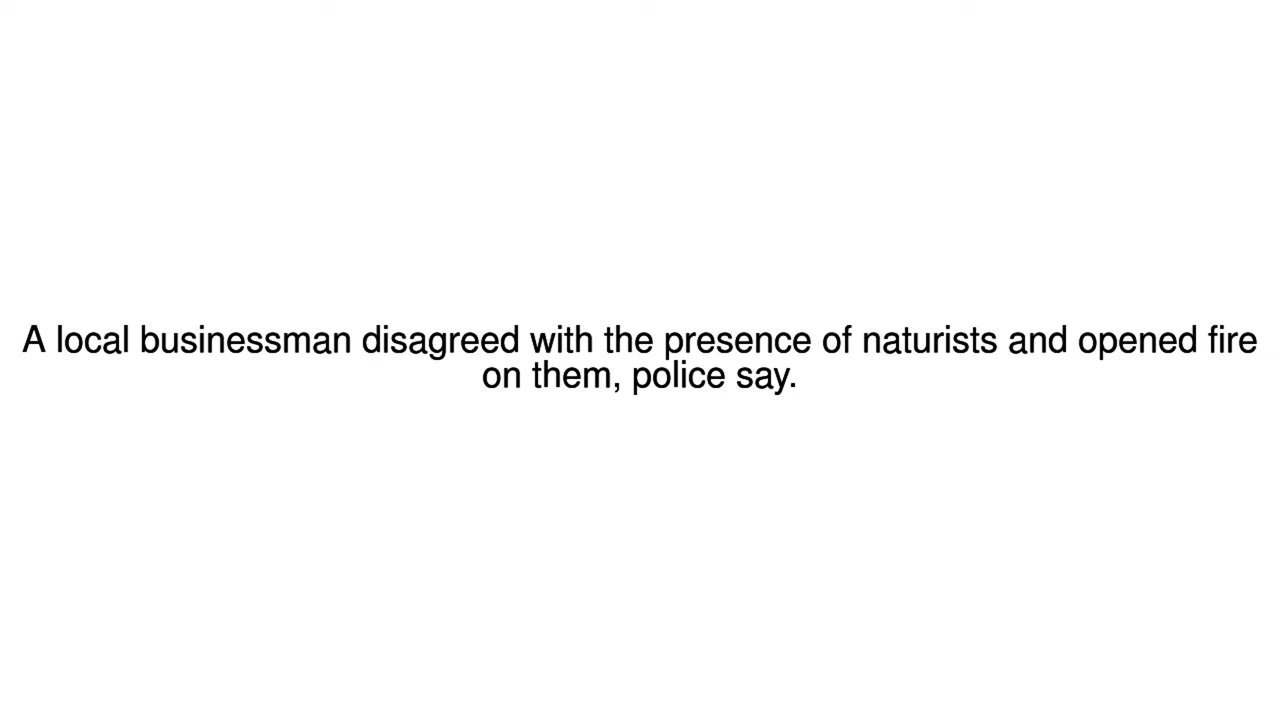 A local businessman disagreed with the presence of naturists and opened fire
on them, police say.